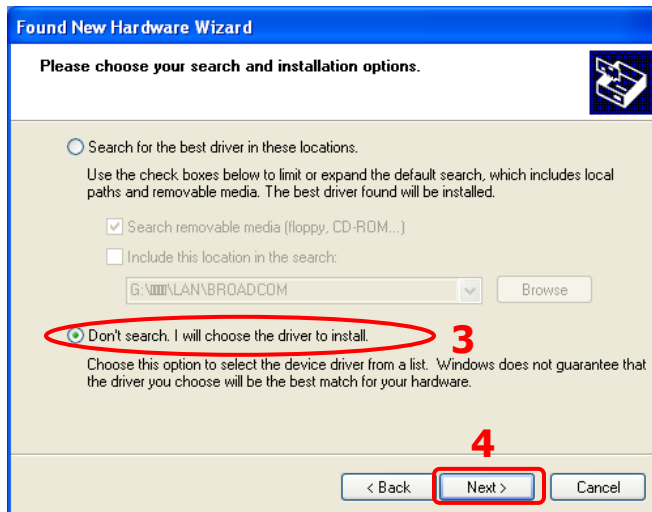 Found New Hardware Wizard
Please choose your search and installation options.
Search for the best driver in these locations.
Use the check boxes below to limit or expand the default search, which includes local
paths and removable media. The best driver found will be installed.
Search removable media (floppy, CD-ROM...)
Include this location in the search:
G:\\LAN\BROADCOM
Browse
Don't search. I will choose the driver to install.
3
Choose this option to select the device driver from a list. Windows does not guarantee that
the driver you choose will be the best match for your hardware.
4
< Back
Next >
Cancel